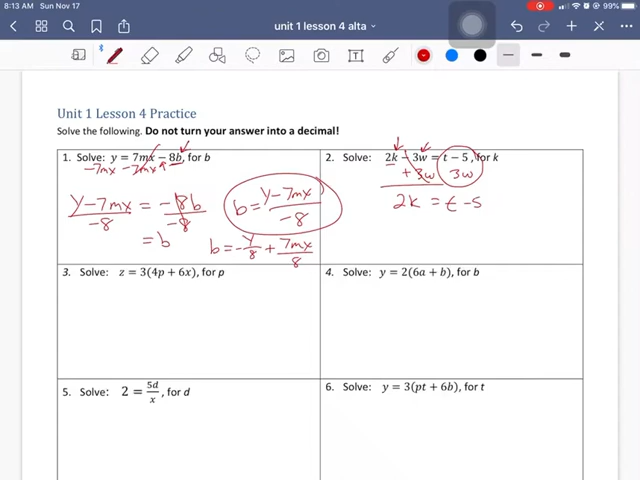 8:13 AM Sun Nov 17
99%
unit 1 lesson 4 alta
Unit 1 Lesson 4 Practice
Solve the following. Do not turn your answer into a decimal!
1. Solve: y = 7mx − 8b, for b
−7mx −7mx
y − 7mx = −8b
−8 −8
= b
b = y − 7mx
−8
b = −y/8 + 7mx/8
2. Solve: 2k − 3w = t − 5, for k
+3w 3w
2k = t − 5
3. Solve: z = 3(4p + 6x), for p
4. Solve: y = 2(6a + b), for b
5. Solve: 2 = 5d/x, for d
6. Solve: y = 3(pt + 6b), for t